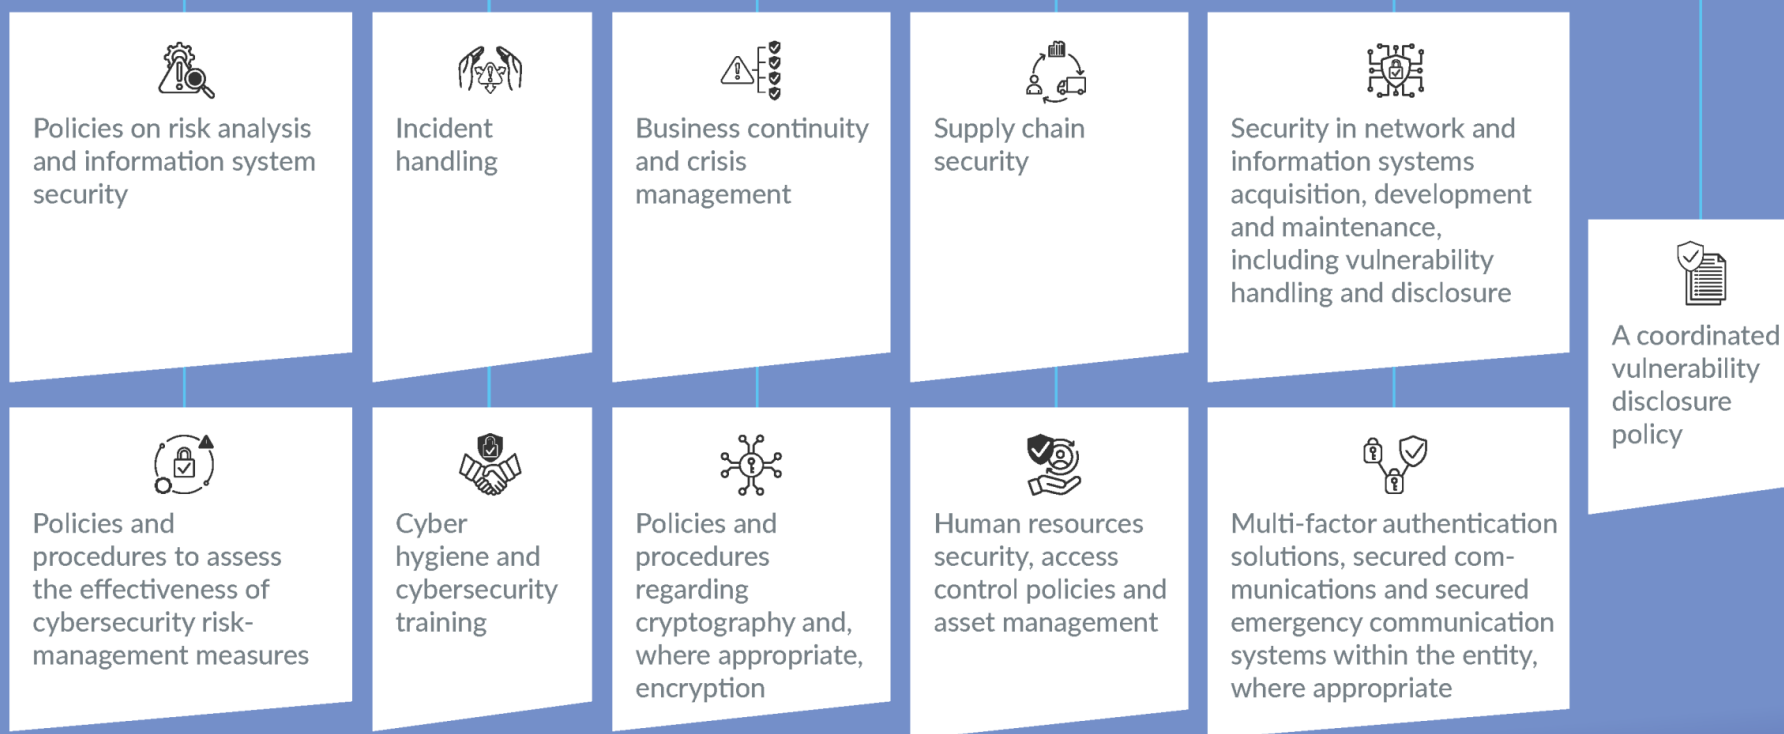 Policies on risk analysis
and information system
security
Incident
handling
Business continuity
and crisis
management
Supply chain
security
Security in network and
information systems
acquisition, development
and maintenance,
including vulnerability
handling and disclosure
A coordinated
vulnerability
disclosure
policy
Policies and
procedures to assess
the effectiveness of
cybersecurity risk-
management measures
Cyber
hygiene and
cybersecurity
training
Policies and
procedures
regarding
cryptography and,
where appropriate,
encryption
Human resources
security, access
control policies and
asset management
Multi-factor authentication
solutions, secured com-
munications and secured
emergency communication
systems within the entity,
where appropriate